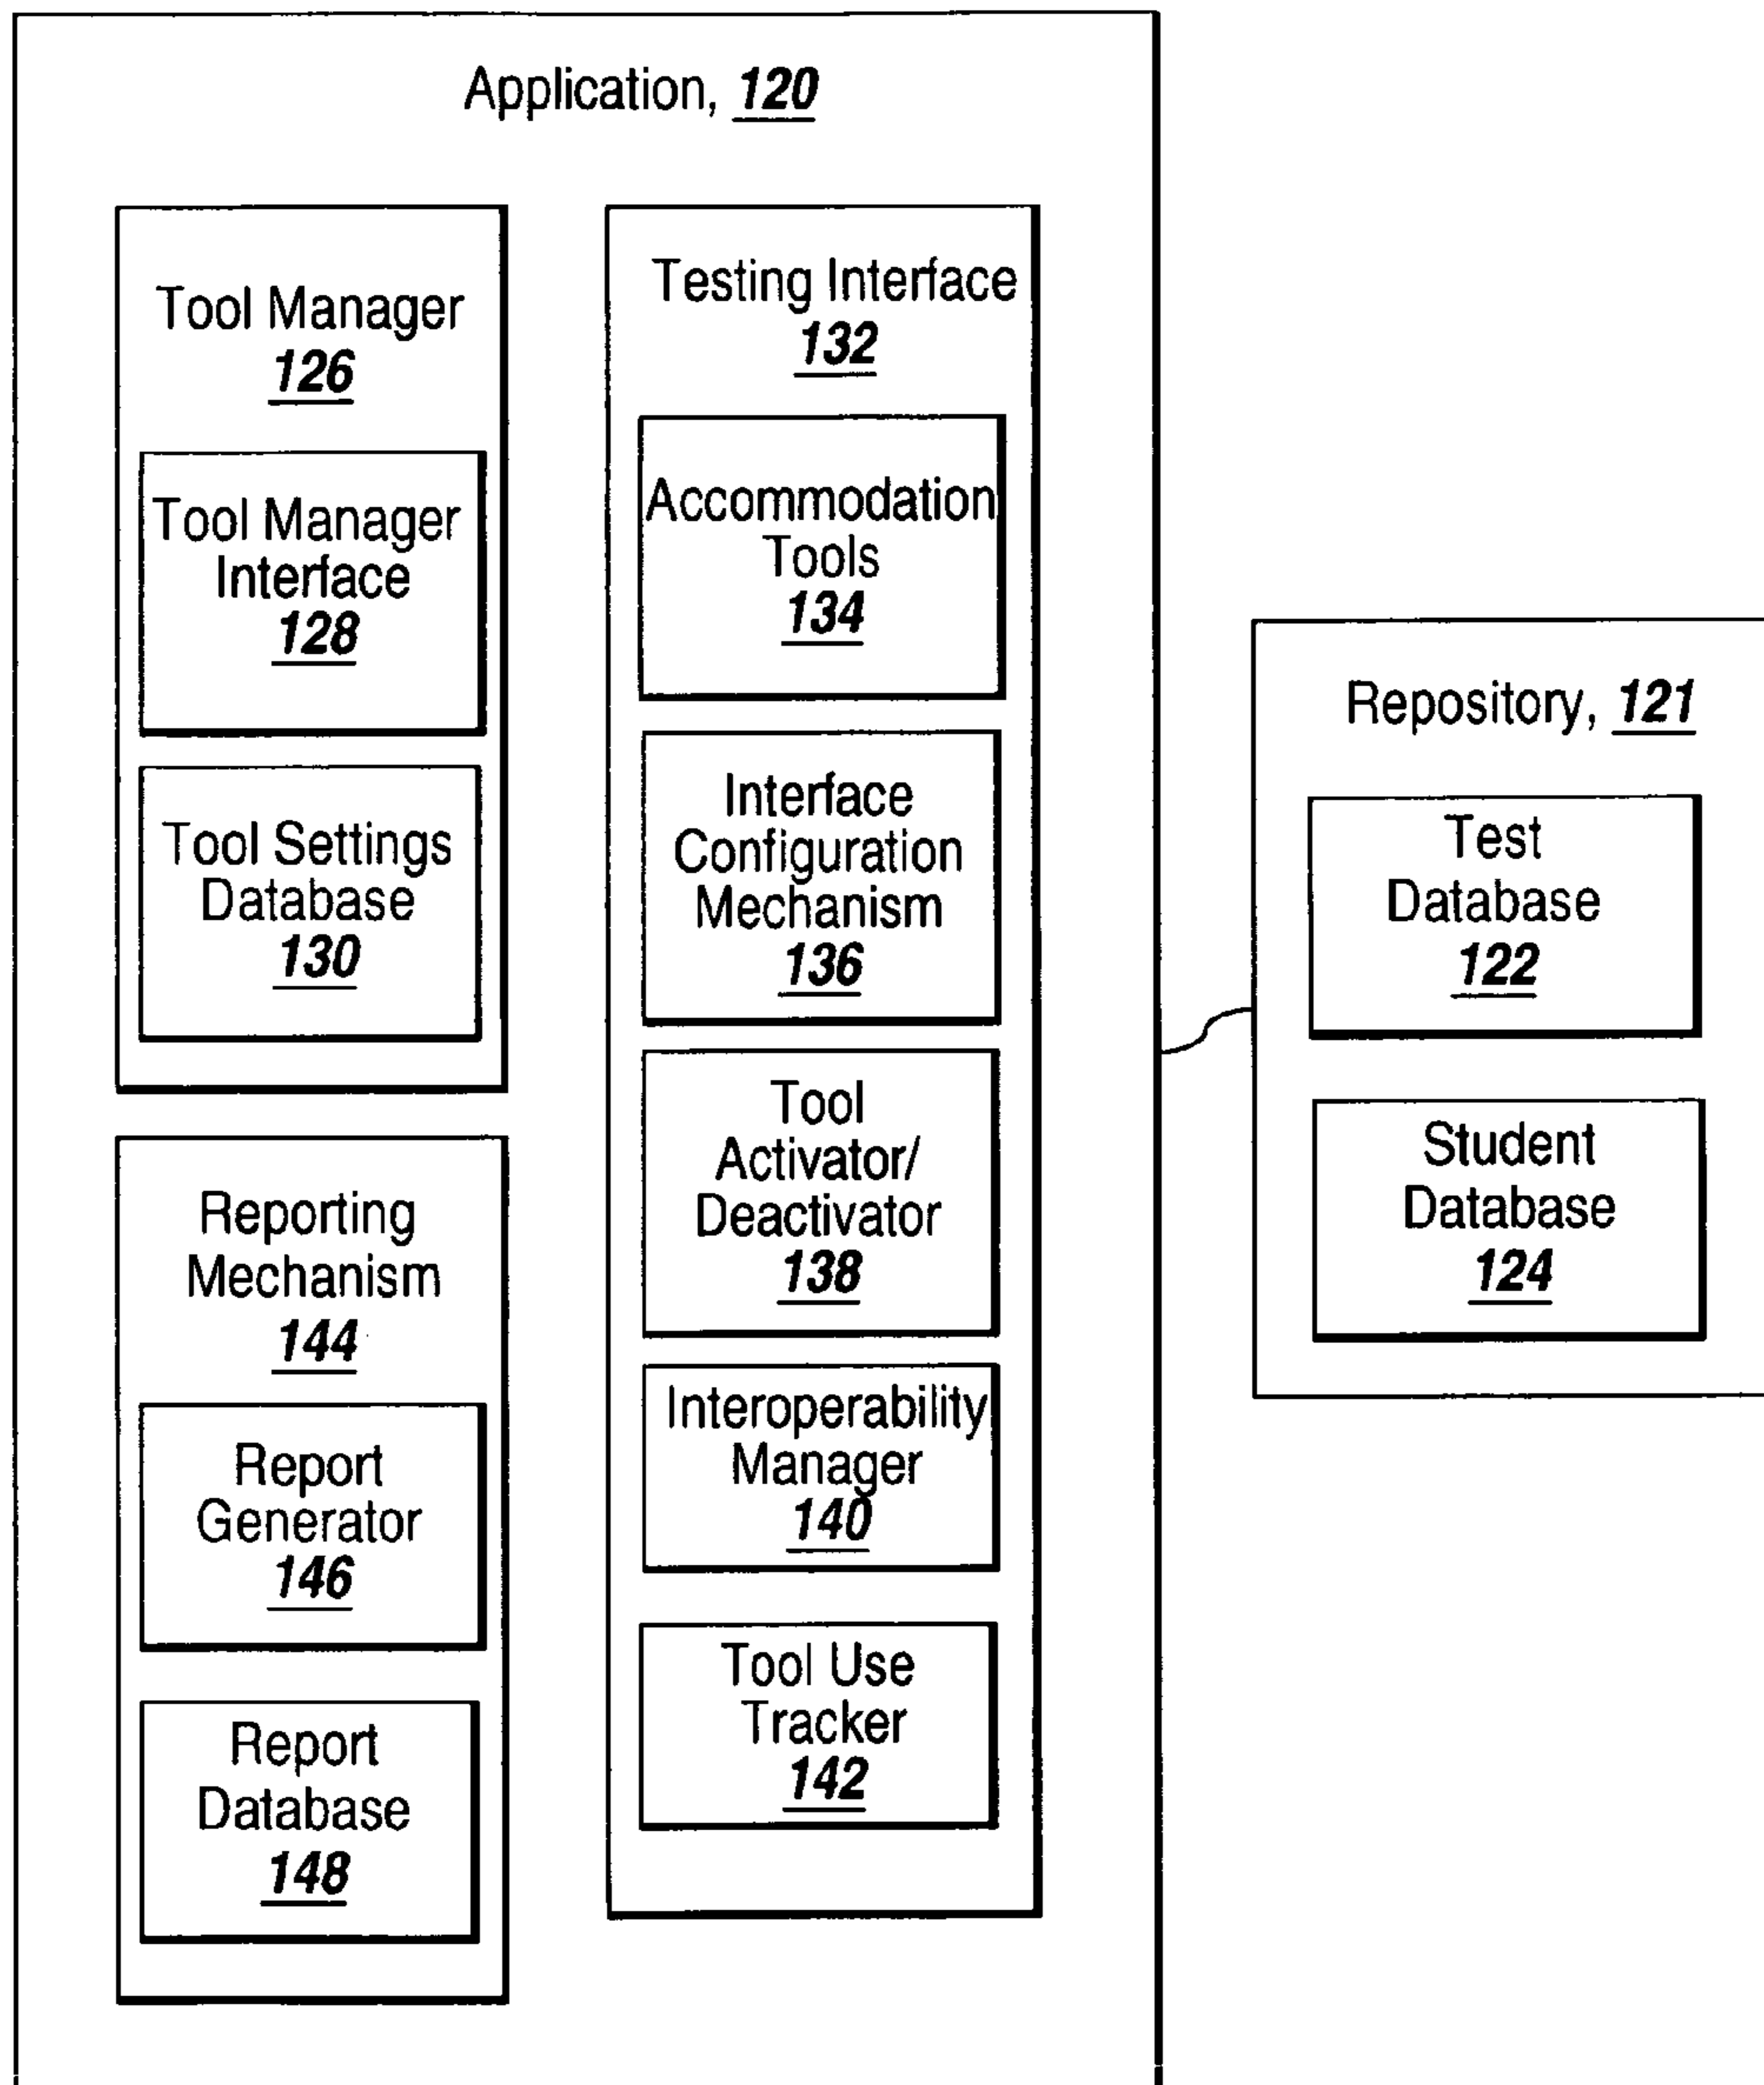 Application, 120
Tool Manager
126
Tool Manager
Interface
128
Tool Settings
Database
130
Reporting
Mechanism
144
Report
Generator
146
Report
Database
148
Testing Interface
132
Accommodation
Tools
134
Interface
Configuration
Mechanism
136
Tool
Activator/
Deactivator
138
Interoperability
Manager
140
Tool Use
Tracker
142
Repository, 121
Test
Database
122
Student
Database
124